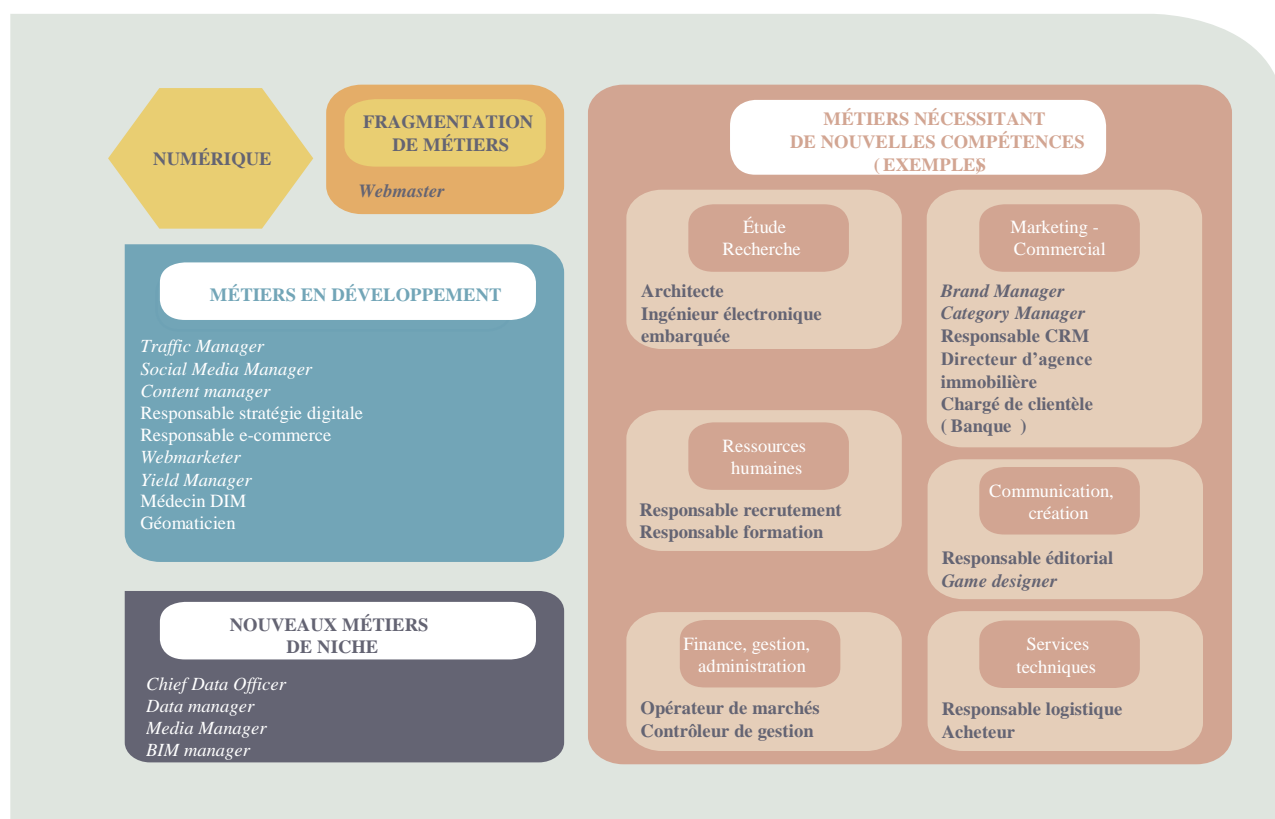 NUMÉRIQUE
FRAGMENTATION
DE MÉTIERS
Webmaster
MÉTIERS EN DÉVELOPPEMENT
Traffic Manager
Social Media Manager
Content manager
Responsable stratégie digitale
Responsable e-commerce
Webmarketer
Yield Manager
Médecin DIM
Géomaticien
NOUVEAUX MÉTIERS
DE NICHE
Chief Data Officer
Data manager
Media Manager
BIM manager
MÉTIERS NÉCESSITANT
DE NOUVELLES COMPÉTENCES
(EXEMPLES)
Étude
Recherche
Architecte
Ingénieur électronique
embarquée
Ressources
humaines
Responsable recrutement
Responsable formation
Finance, gestion,
administration
Opérateur de marchés
Contrôleur de gestion
Marketing -
Commercial
Brand Manager
Category Manager
Responsable CRM
Directeur d’agence
immobilière
Chargé de clientèle
( Banque )
Communication,
création
Responsable éditorial
Game designer
Services
techniques
Responsable logistique
Acheteur